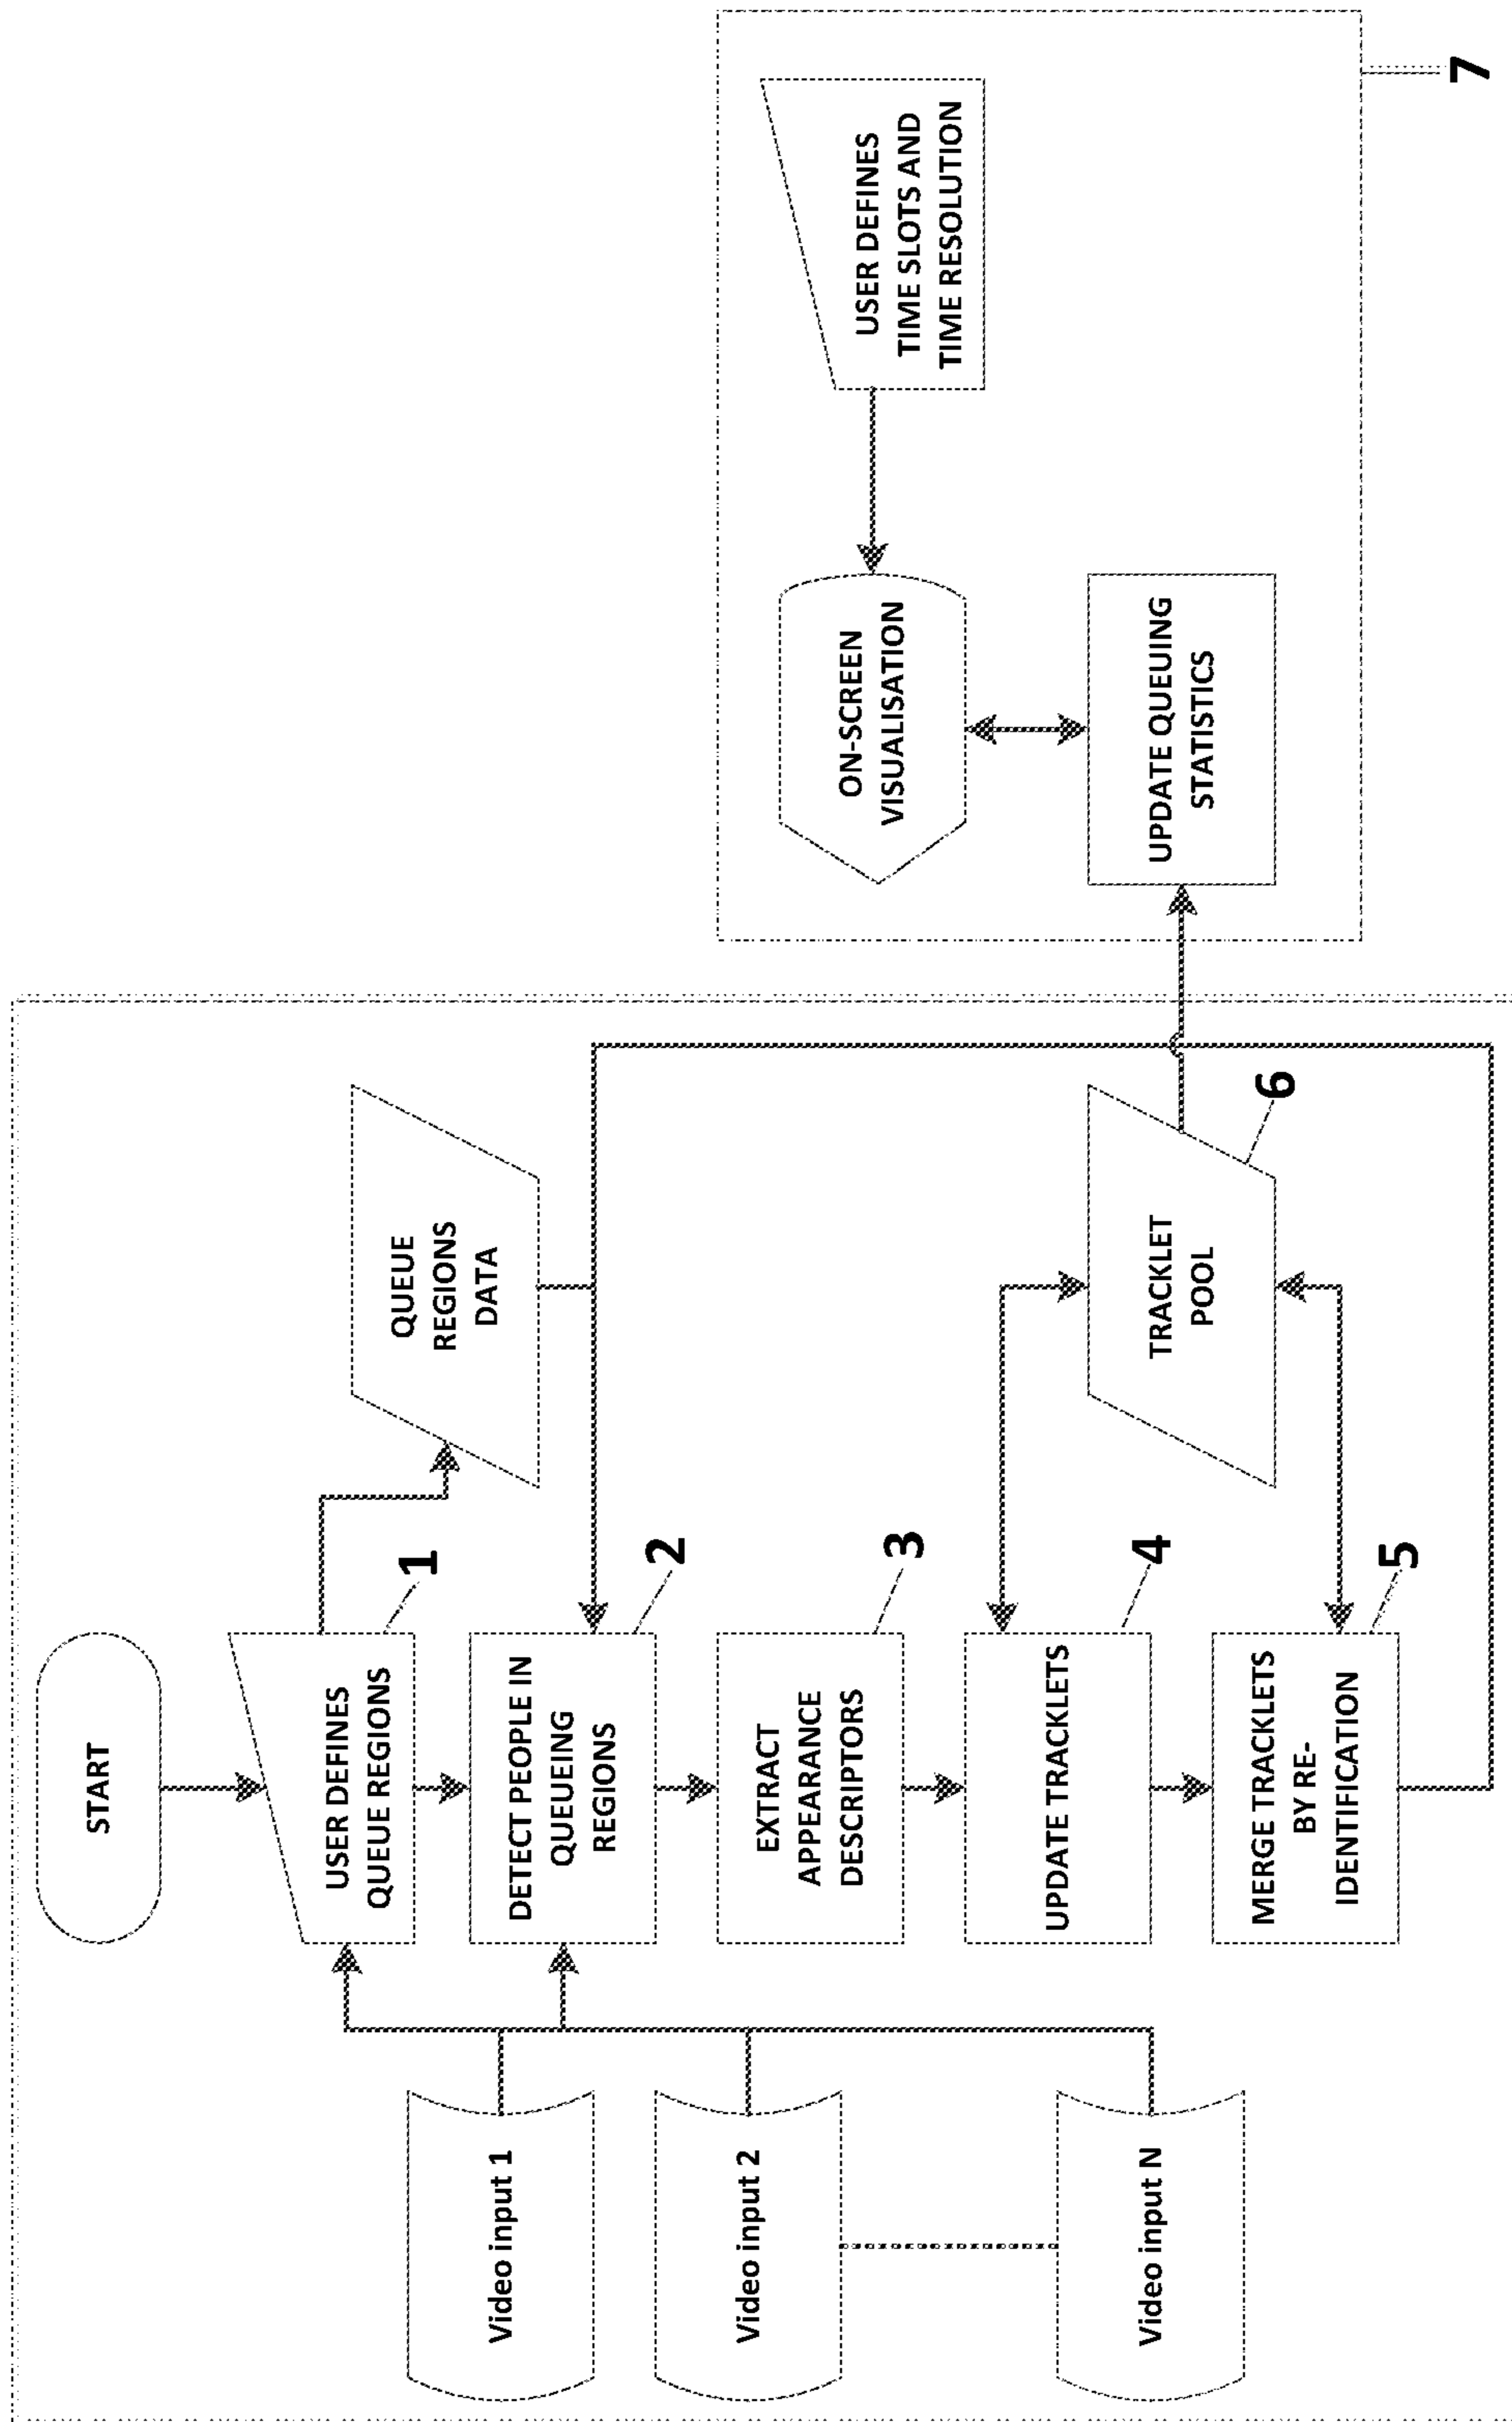 START
USER DEFINES
QUEUE REGIONS
1
QUEUE
REGIONS
DATA
Video input 1
DETECT PEOPLE IN
QUEUEING
REGIONS
2
Video input 2
EXTRACT
APPEARANCE
DESCRIPTORS
3
UPDATE TRACKLETS
4
TRACKLET
POOL
6
Video input N
MERGE TRACKLETS
BY RE-
IDENTIFICATION
5
ON-SCREEN
VISUALISATION
USER DEFINES
TIME SLOTS AND
TIME RESOLUTION
UPDATE QUEUING
STATISTICS
7